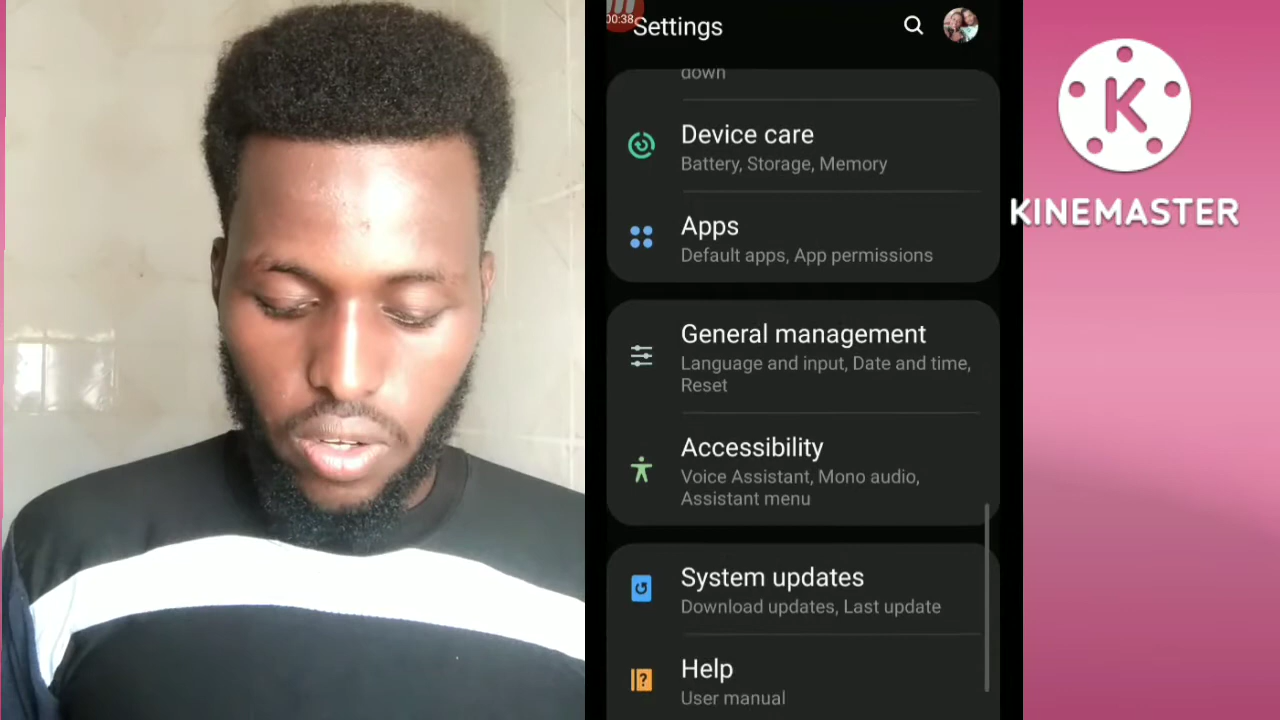 00:38
Settings
down
Device care
Battery, Storage, Memory
Apps
Default apps, App permissions
General management
Language and input, Date and time,
Reset
Accessibility
Voice Assistant, Mono audio,
Assistant menu
System updates
Download updates, Last update
Help
User manual
K
KINEMASTER